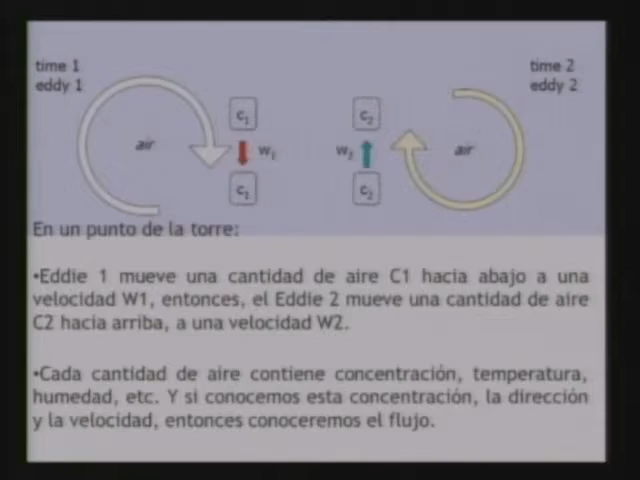 time 1
eddy 1
air
c1
w1
c1
time 2
eddy 2
c2
w2
c2
air
En un punto de la torre:
•Eddie 1 mueve una cantidad de aire C1 hacia abajo a una
velocidad W1, entonces, el Eddie 2 mueve una cantidad de aire
C2 hacia arriba, a una velocidad W2.
•Cada cantidad de aire contiene concentración, temperatura,
humedad, etc. Y si conocemos esta concentración, la dirección
y la velocidad, entonces conoceremos el flujo.